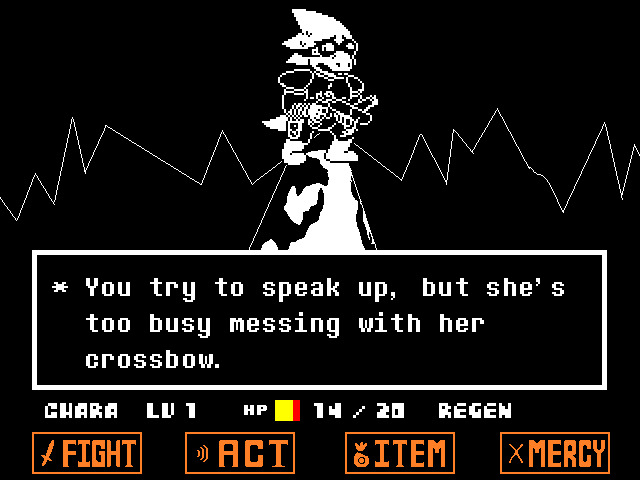 * You try to speak up, but she's
too busy messing with her
crossbow.
CHARA LV 1 HP 14 / 20 REGEN
FIGHT ACT ITEM MERCY